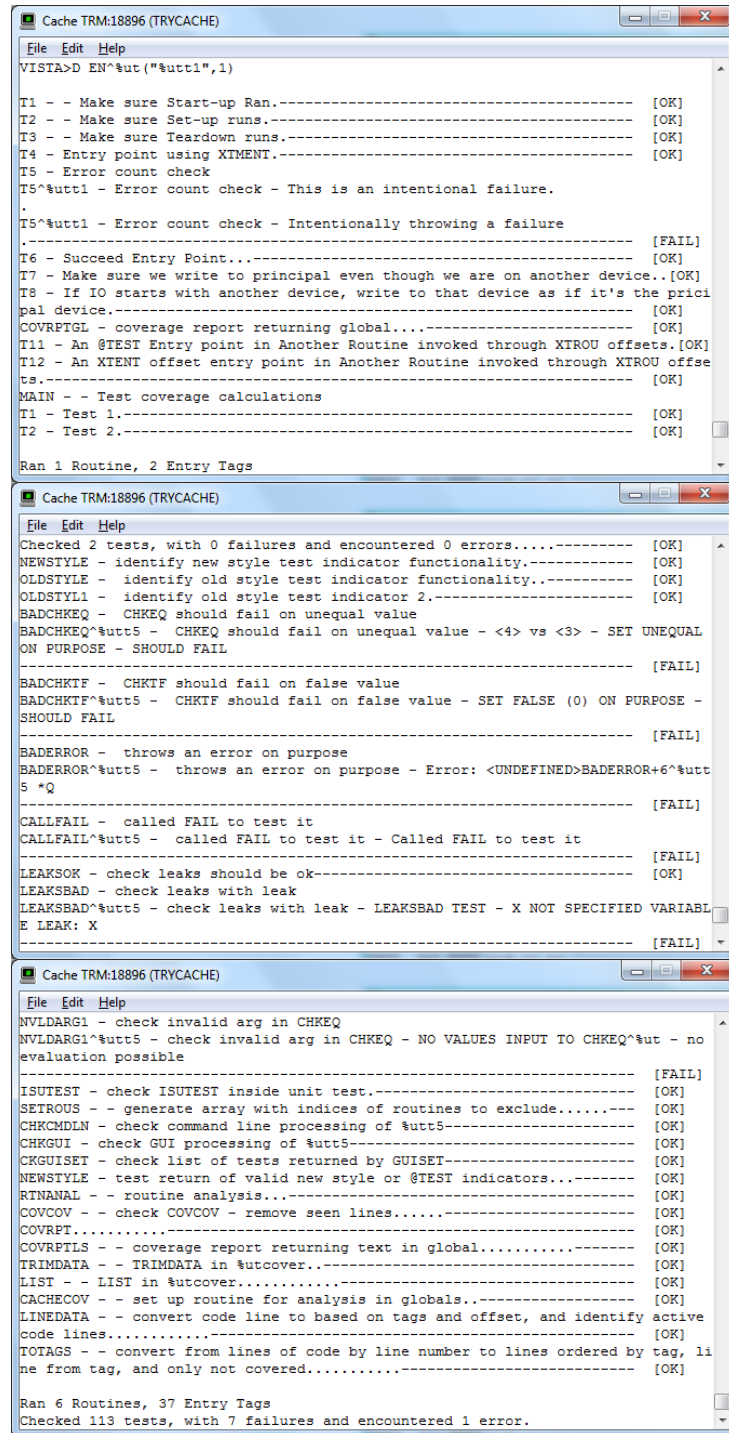 Cache TRM:18896 (TRYCACHE)
File Edit Help
VISTA>D EN^%ut("%utt1",1)
T1 - - Make sure Start-up Ran.----------------------------------------- [OK]
T2 - - Make sure Set-up runs.------------------------------------------ [OK]
T3 - - Make sure Teardown runs.---------------------------------------- [OK]
T4 - Entry point using XTMENT.----------------------------------------- [OK]
T5 - Error count check
T5^%utt1 - Error count check - This is an intentional failure.
.
T5^%utt1 - Error count check - Intentionally throwing a failure
.---------------------------------------------------------------------- [FAIL]
T6 - Succeed Entry Point...-------------------------------------------- [OK]
T7 - Make sure we write to principal even though we are on another device..[OK]
T8 - If IO starts with another device, write to that device as if it's the prici
pal device.------------------------------------------------------------ [OK]
COVRPTGL - coverage report returning global....------------------------ [OK]
T11 - An @TEST Entry point in Another Routine invoked through XTROU offsets.[OK]
T12 - An XTENT offset entry point in Another Routine invoked through XTROU offse
ts.-------------------------------------------------------------------- [OK]
MAIN - - Test coverage calculations
T1 - Test 1.----------------------------------------------------------- [OK]
T2 - Test 2.----------------------------------------------------------- [OK]
Ran 1 Routine, 2 Entry Tags
Cache TRM:18896 (TRYCACHE)
File Edit Help
Checked 2 tests, with 0 failures and encountered 0 errors.....--------- [OK]
NEWSTYLE - identify new style test indicator functionality.------------ [OK]
OLDSTYLE -  identify old style test indicator functionality..---------- [OK]
OLDSTYL1 - identify old style test indicator 2.------------------------ [OK]
BADCHKEQ -  CHKEQ should fail on unequal value
BADCHKEQ^%utt5 -  CHKEQ should fail on unequal value - <4> vs <3> - SET UNEQUAL
ON PURPOSE - SHOULD FAIL
----------------------------------------------------------------------- [FAIL]
BADCHKTF -  CHKTF should fail on false value
BADCHKTF^%utt5 -  CHKTF should fail on false value - SET FALSE (0) ON PURPOSE -
SHOULD FAIL
----------------------------------------------------------------------- [FAIL]
BADERROR -  throws an error on purpose
BADERROR^%utt5 -  throws an error on purpose - Error: <UNDEFINED>BADERROR+6^%utt
5 *Q
----------------------------------------------------------------------- [FAIL]
CALLFAIL -  called FAIL to test it
CALLFAIL^%utt5 -  called FAIL to test it - Called FAIL to test it
----------------------------------------------------------------------- [FAIL]
LEAKSOK - check leaks should be ok------------------------------------- [OK]
LEAKSBAD - check leaks with leak
LEAKSBAD^%utt5 - check leaks with leak - LEAKSBAD TEST - X NOT SPECIFIED VARIABL
E LEAK: X
----------------------------------------------------------------------- [FAIL]
Cache TRM:18896 (TRYCACHE)
File Edit Help
NVLDARG1 - check invalid arg in CHKEQ
NVLDARG1^%utt5 - check invalid arg in CHKEQ - NO VALUES INPUT TO CHKEQ^%ut - no
evaluation possible
----------------------------------------------------------------------- [FAIL]
ISUTEST - check ISUTEST inside unit test.------------------------------ [OK]
SETROUS - - generate array with indices of routines to exclude......--- [OK]
CHKCMDLN - check command line processing of %utt5---------------------- [OK]
CHKGUI - check GUI processing of %utt5--------------------------------- [OK]
CKGUISET - check list of tests returned by GUISET---------------------- [OK]
NEWSTYLE - test return of valid new style or @TEST indicators...------- [OK]
RTNANAL - - routine analysis...---------------------------------------- [OK]
COVCOV - - check COVCOV - remove seen lines......---------------------- [OK]
COVRPT...........------------------------------------------------------ [OK]
COVRPTLS - - coverage report returning text in global...........------- [OK]
TRIMDATA - - TRIMDATA in %utcover..------------------------------------ [OK]
LIST - - LIST in %utcover............---------------------------------- [OK]
CACHECOV - - set up routine for analysis in globals..------------------ [OK]
LINEDATA - - convert code line to based on tags and offset, and identify active
code lines............------------------------------------------------- [OK]
TOTAGS - - convert from lines of code by line number to lines ordered by tag, li
ne from tag, and only not covered...........--------------------------- [OK]
Ran 6 Routines, 37 Entry Tags
Checked 113 tests, with 7 failures and encountered 1 error.